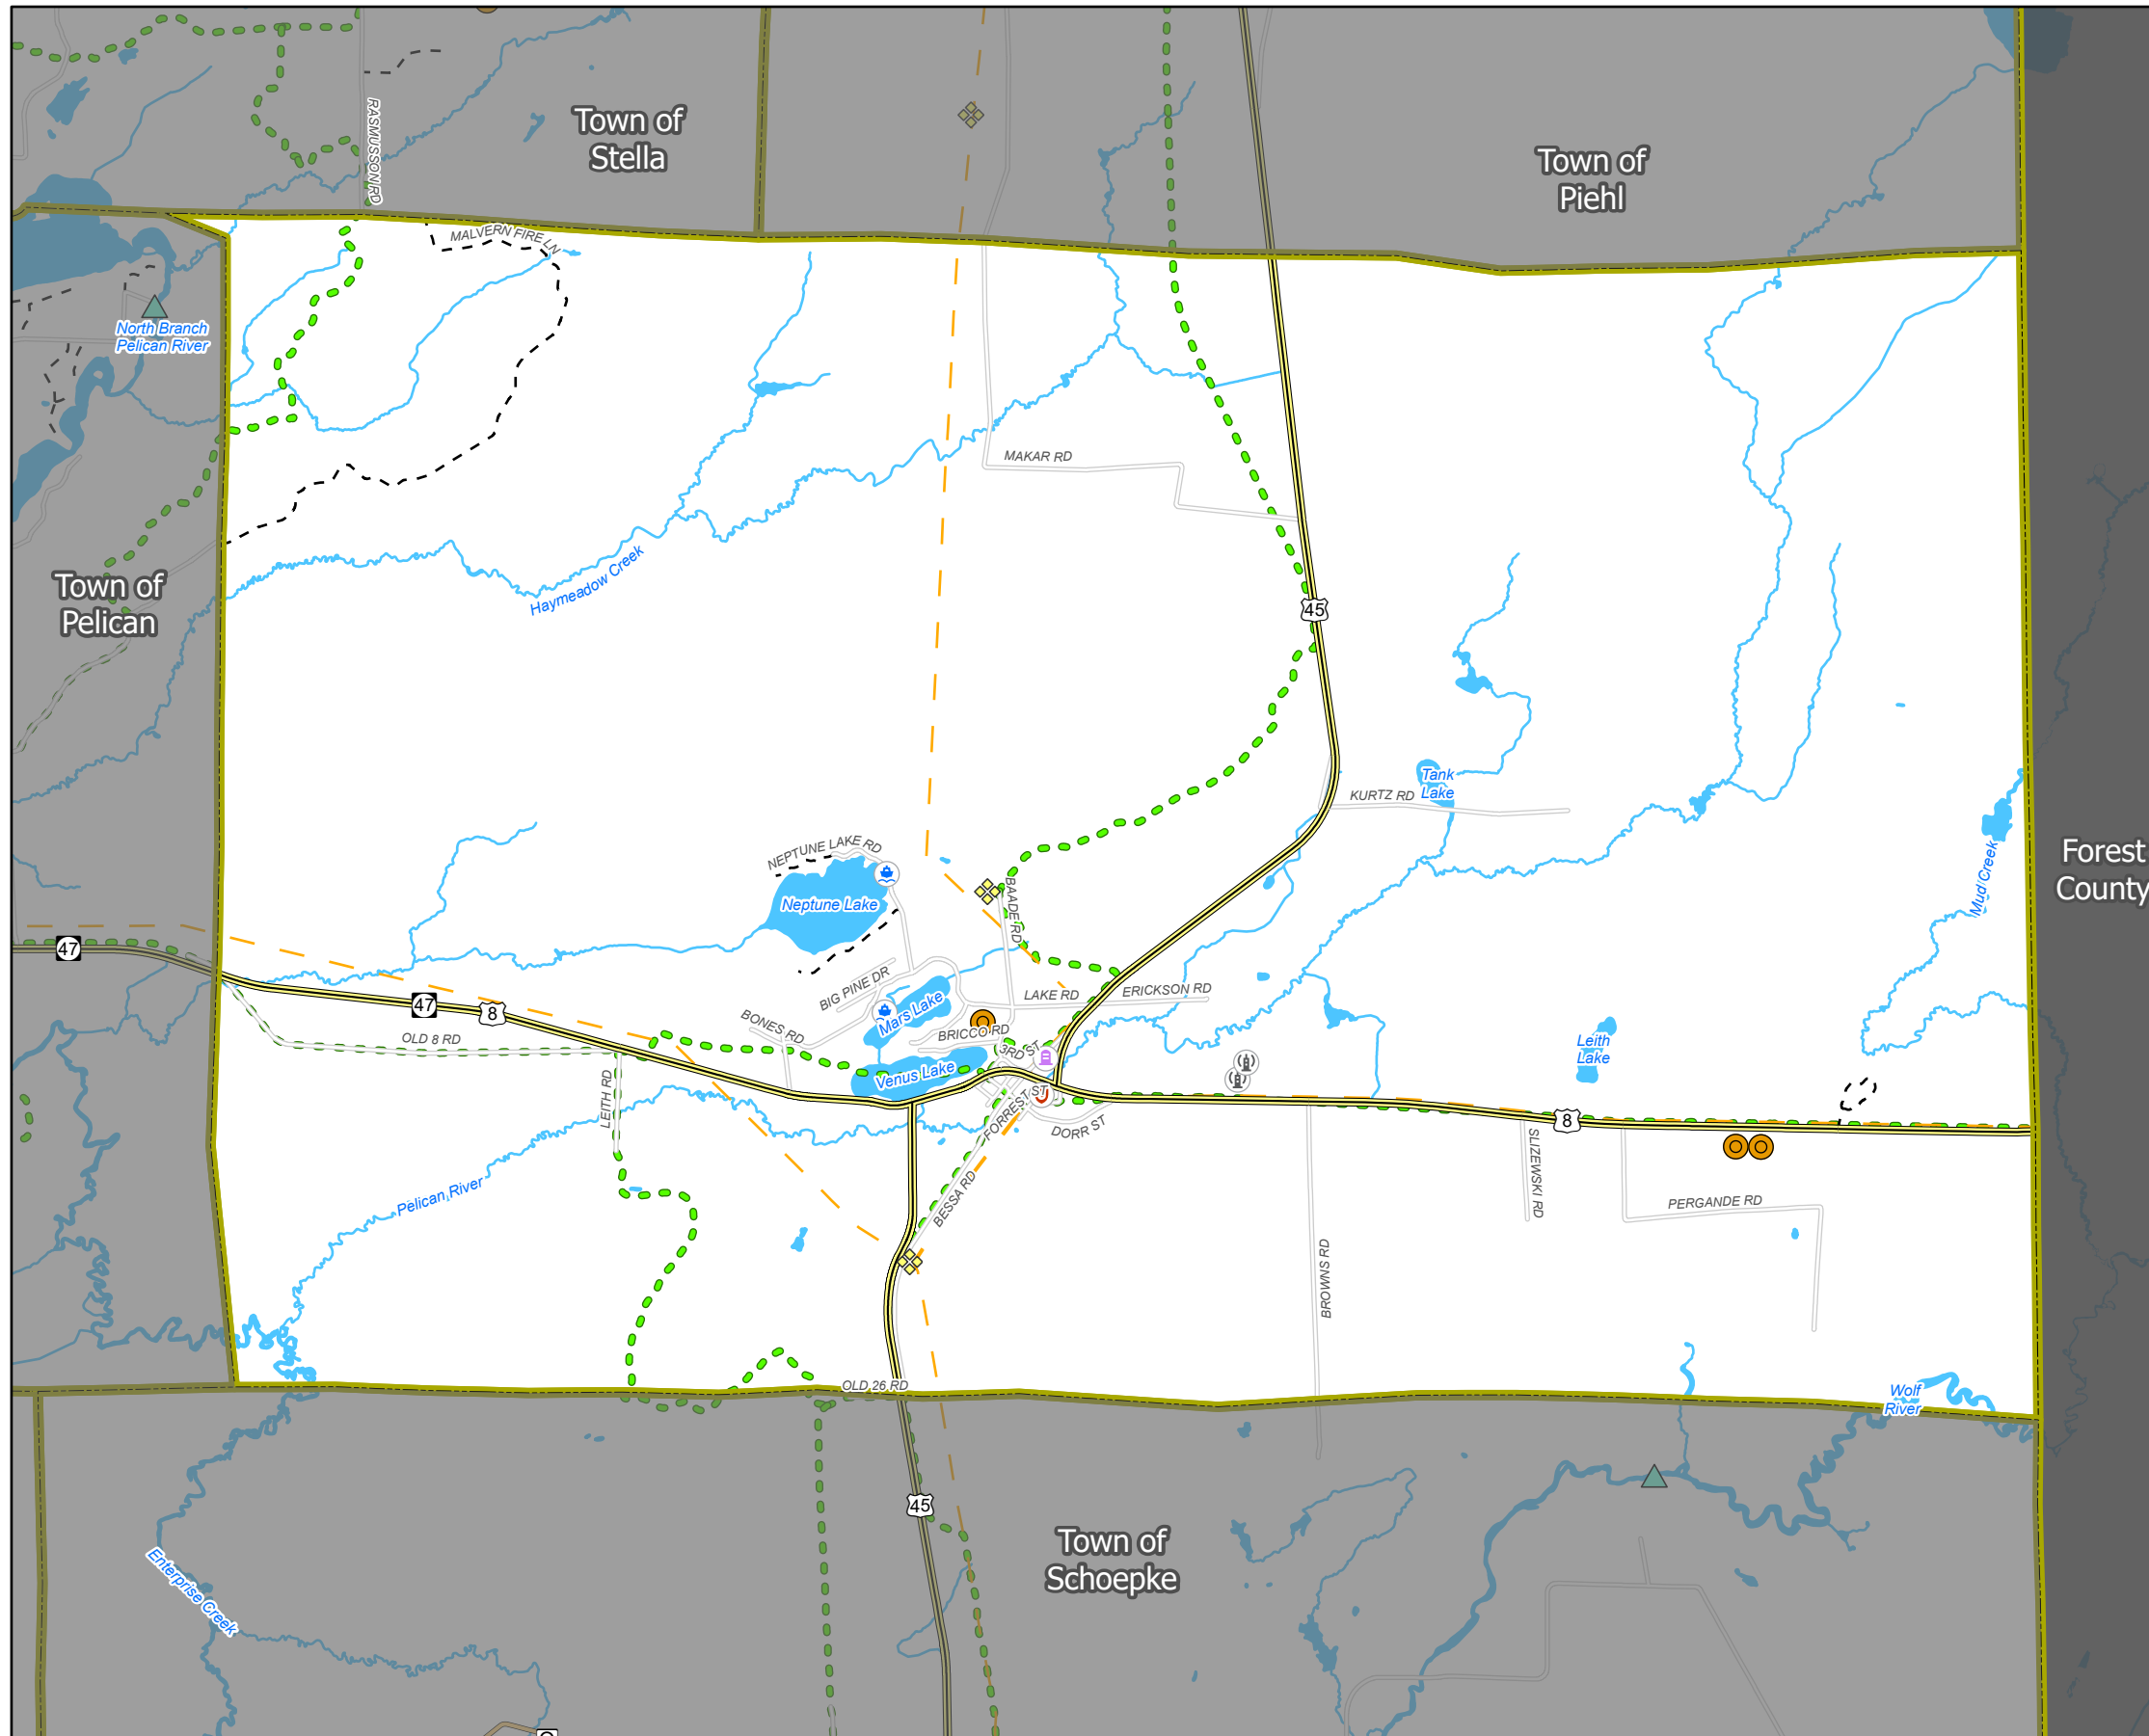 RASMUSSON RD
Town of
Stella
Town of
Piehl
MALVERN FIRE LN
North Branch
Pelican River
MAKAR RD
Haymeadow Creek
Town of
Pelican
45
Tank
Lake
KURTZ RD
NEPTUNE LAKE RD
Neptune Lake
BAADE RD
Mud Creek
Forest
County
47
47
8
BIG PINE DR
Mars Lake
LAKE RD
ERICKSON RD
BONES RD
BRICCO RD
OLD 8 RD
3RD ST
Leith
Lake
Venus Lake
LEITH RD
FORREST ST
DORR ST
8
SLIZEWSKI RD
Pelican River
BESSA RD
PERGANDE RD
BROWNS RD
OLD 26 RD
Wolf
River
45
Town of
Schoepke
Enterprise Creek